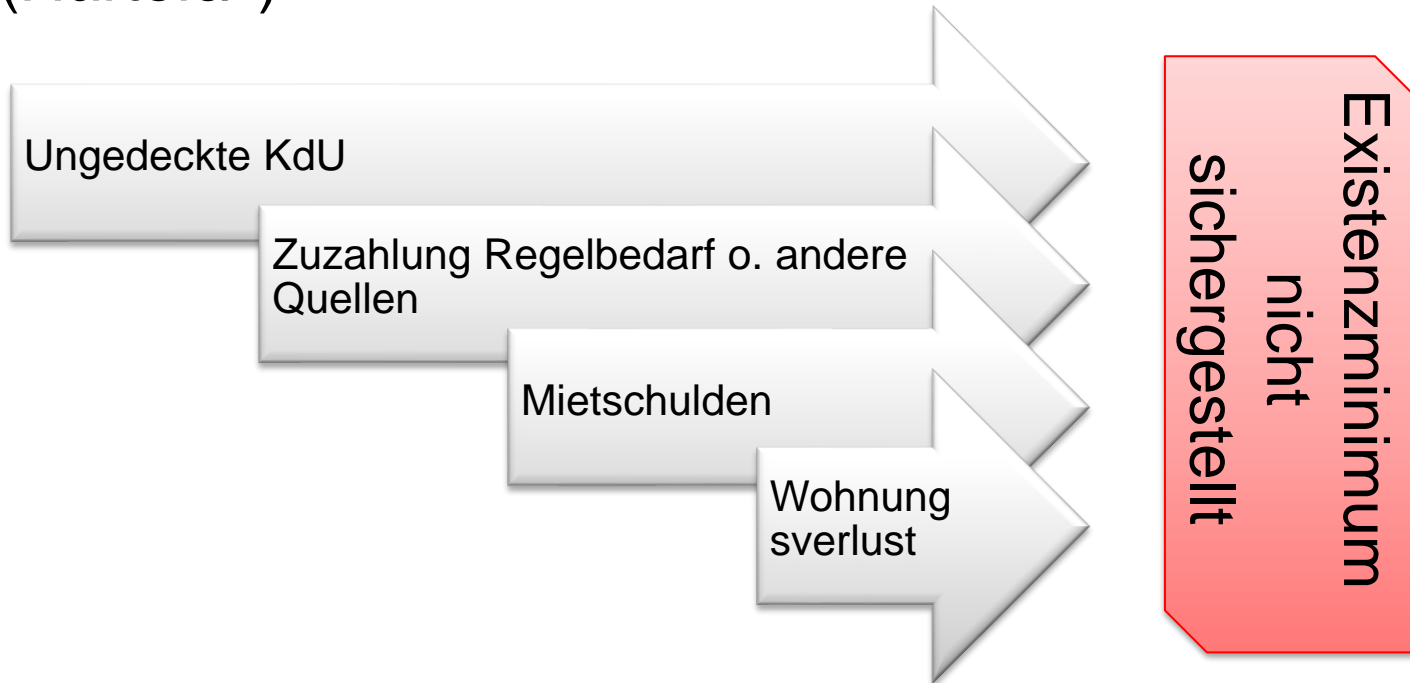 Ungedeckte KdU
Zuzahlung Regelbedarf o. andere
Quellen
Mietschulden
Wohnung
sverlust
Existenzminimum
nicht
sichergestellt